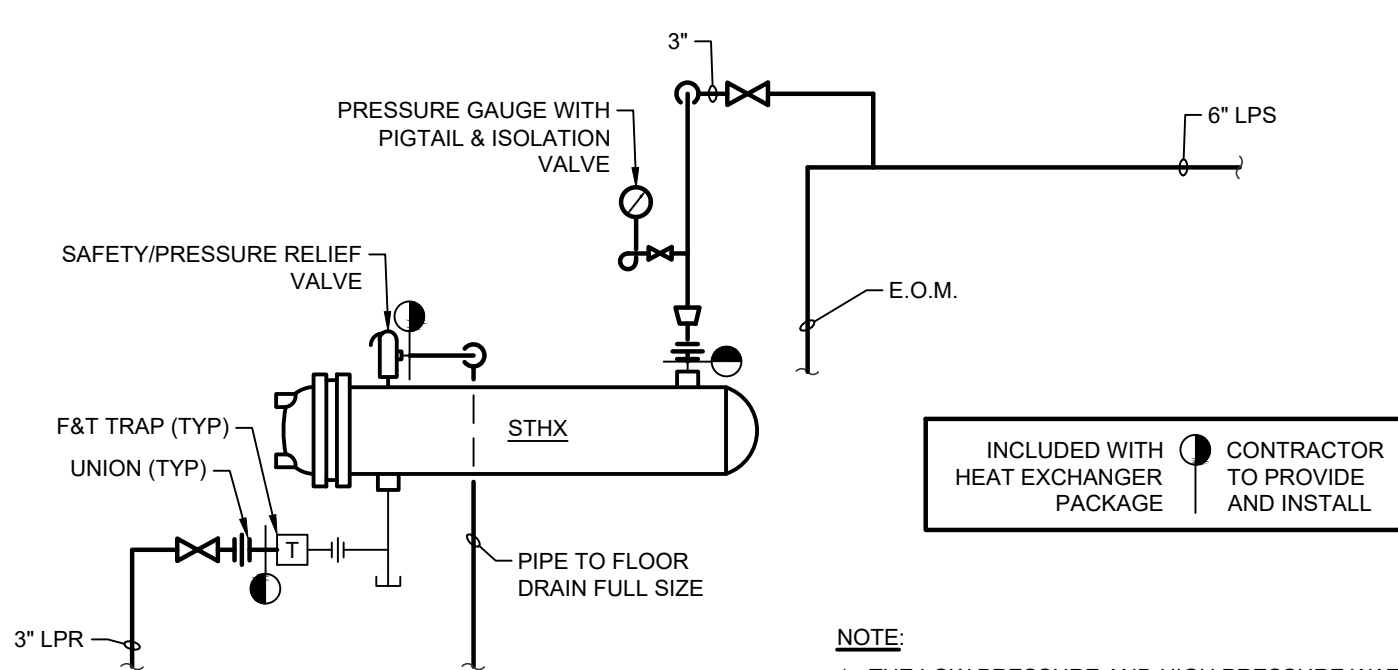 3"
PRESSURE GAUGE WITH
PIGTAIL & ISOLATION
VALVE
6" LPS
SAFETY/PRESSURE RELIEF
VALVE
E.O.M.
F&T TRAP (TYP)
STHX
UNION (TYP)
INCLUDED WITH
HEAT EXCHANGER
PACKAGE
CONTRACTOR
TO PROVIDE
AND INSTALL
T
PIPE TO FLOOR
DRAIN FULL SIZE
3" LPR
NOTE: